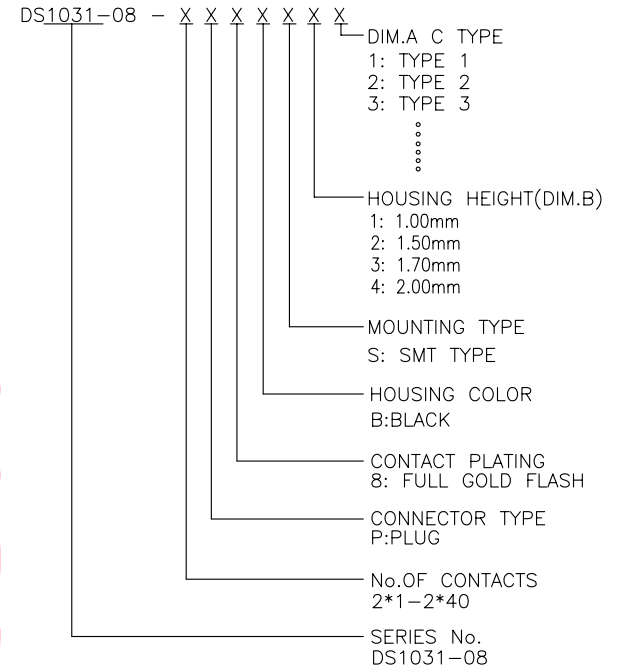 DS1031-08 - X X X X X X X
DIM.A C TYPE
1: TYPE 1
2: TYPE 2
3: TYPE 3
HOUSING HEIGHT(DIM.B)
1: 1.00mm
2: 1.50mm
3: 1.70mm
4: 2.00mm
MOUNTING TYPE
S: SMT TYPE
HOUSING COLOR
B:BLACK
CONTACT PLATING
8: FULL GOLD FLASH
CONNECTOR TYPE
P:PLUG
No.OF CONTACTS
2*1-2*40
SERIES No.
DS1031-08